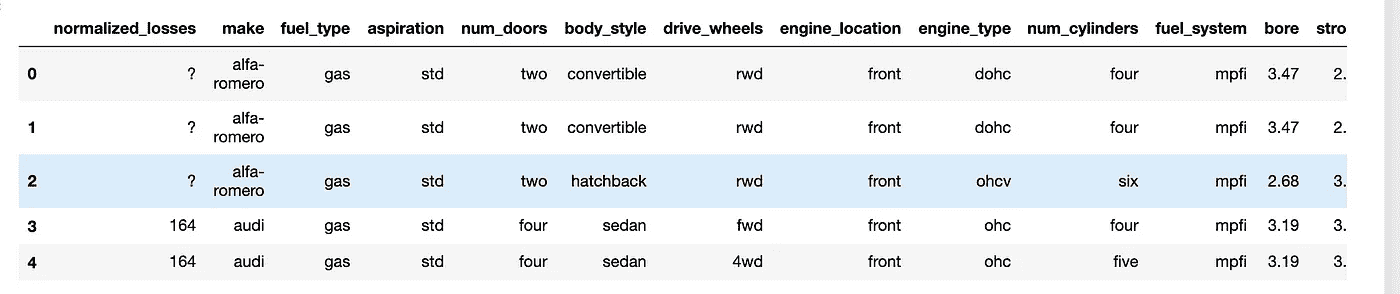 normalized_losses make fuel_type aspiration num_doors body_style drive_wheels engine_location engine_type num_cylinders fuel_system bore stro
0 ? alfa-romero gas std two convertible rwd front dohc four mpfi 3.47 2.
1 ? alfa-romero gas std two convertible rwd front dohc four mpfi 3.47 2.
2 ? alfa-romero gas std two hatchback rwd front ohcv six mpfi 2.68 3.
3 164 audi gas std four sedan fwd front ohc four mpfi 3.19 3.
4 164 audi gas std four sedan 4wd front ohc five mpfi 3.19 3.